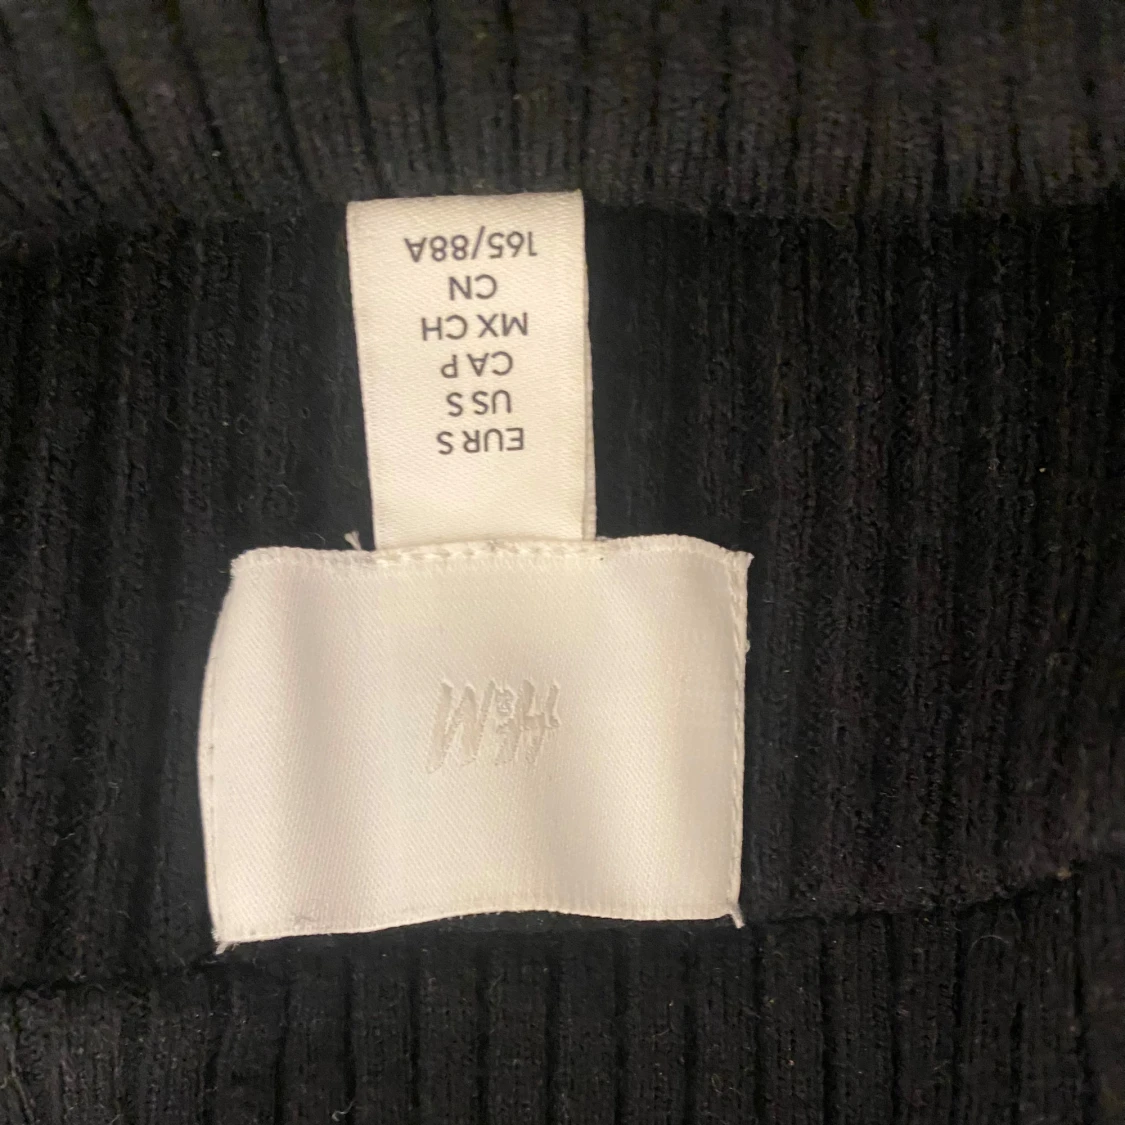 H&M
EUR S
US S
CA P
MX CH
CN
165/88A